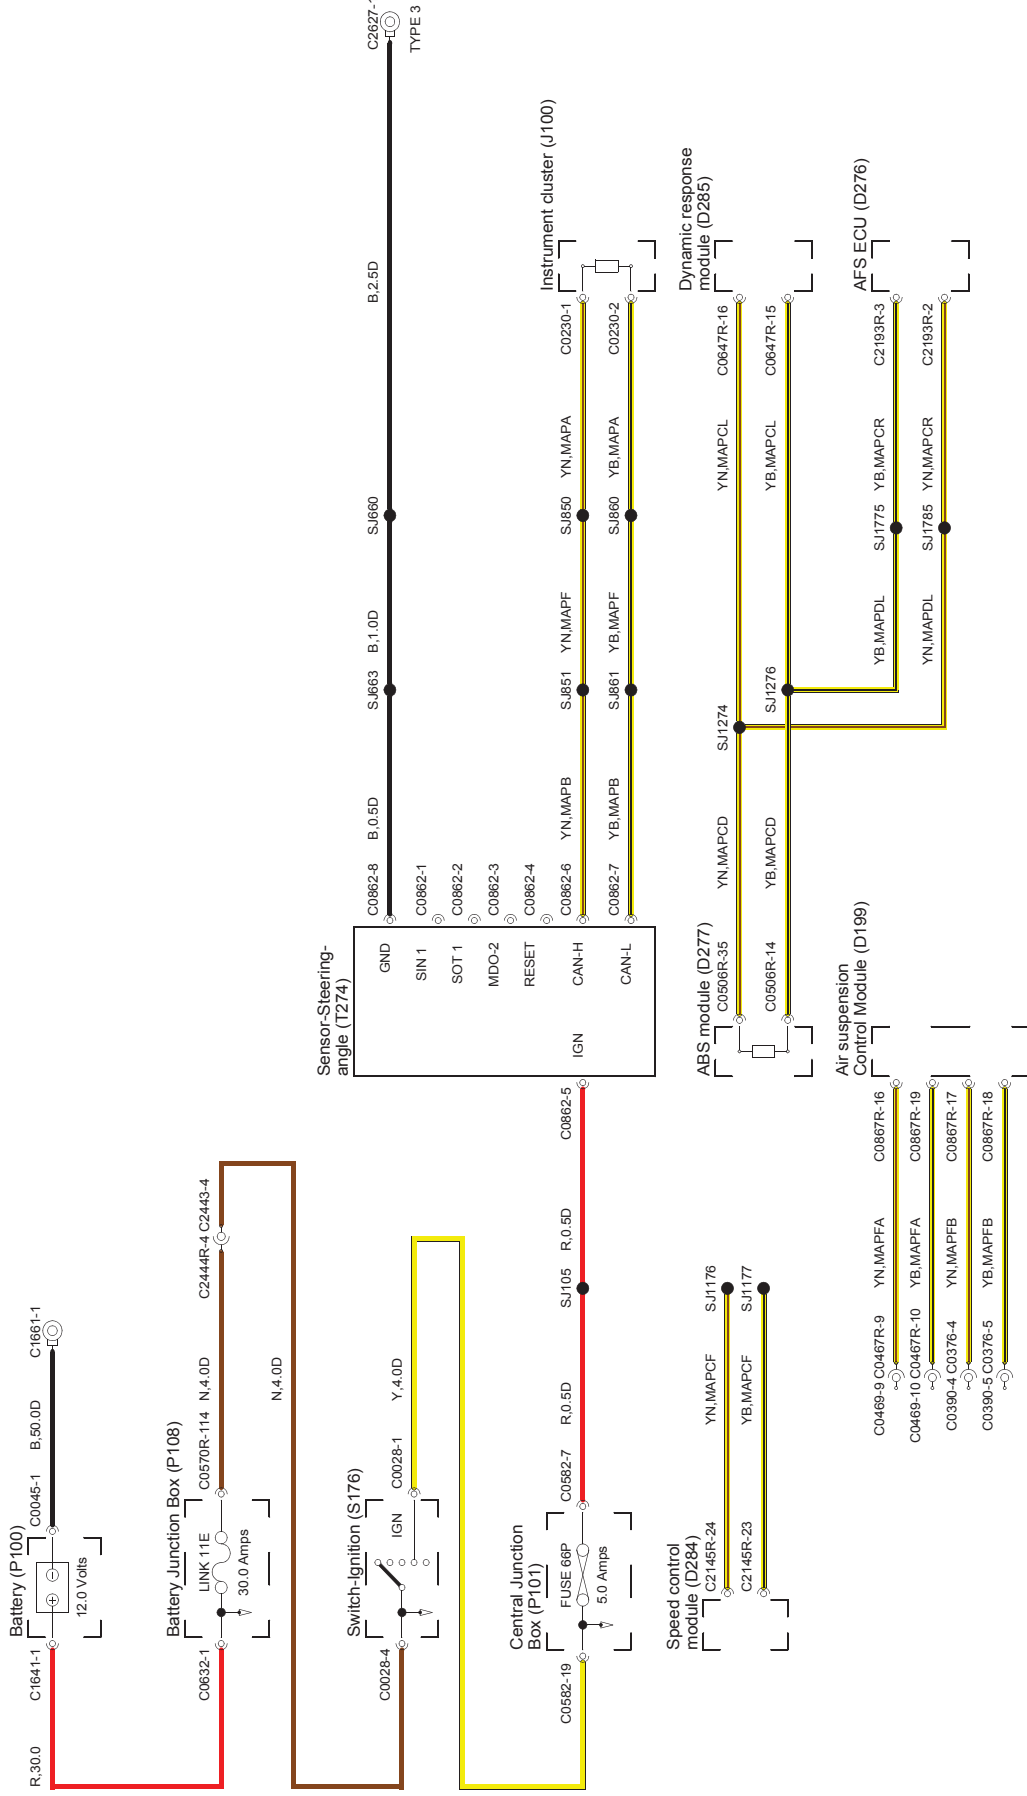 C2627-
TYPE 3
B,2.5D
SJ660
B,1.0D
SJ663
B,0.5D
Instrument cluster (J100)
C0230-1
YN,MAPA
SJ850
YN,MAPF
SJ851
YN,MAPB
C0230-2
YB,MAPA
SJ860
YB,MAPF
SJ861
YB,MAPB
Dynamic response
module (D285)
C0647R-16
YN,MAPCL
SJ1274
YN,MAPCD
C0647R-15
YB,MAPCL
SJ1276
YB,MAPCD
AFS ECU (D276)
C2193R-3
YB,MAPCR
SJ1775
YB,MAPDL
C2193R-2
YN,MAPCR
SJ1785
YN,MAPDL
Sensor-Steering-
angle (T274)
C0862-8
C0862-1
C0862-2
C0862-3
C0862-4
C0862-6
C0862-7
GND
SIN 1
SOT 1
MDO-2
RESET
CAN-H
CAN-L
IGN
C0862-5
R,0.5D
SJ105
R,0.5D
ABS module (D277)
C0506R-35
C0506R-14
Air suspension
Control Module (D199)
C0867R-16
YN,MAPFA
C0469-9 C0467R-9
C0867R-19
YB,MAPFA
C0469-10 C0467R-10
C0867R-17
YN,MAPFB
C0390-4 C0376-4
C0867R-18
YB,MAPFB
C0390-5 C0376-5
Battery (P100)
C1661-1
B,50.0D
C0045-1
12.0 Volts
C1641-1
R,30.0
Battery Junction Box (P108)
C2444R-4 C2443-4
N,4.0D
C0570R-114
LINK 11E
30.0 Amps
C0632-1
N,4.0D
Switch-Ignition (S176)
Y,4.0D
C0028-1
IGN
C0028-4
Central Junction
Box (P101)
C0582-7
FUSE 66P
5.0 Amps
C0582-19
Speed control
module (D284)
SJ1176
YN,MAPCF
C2145R-24
SJ1177
YB,MAPCF
C2145R-23